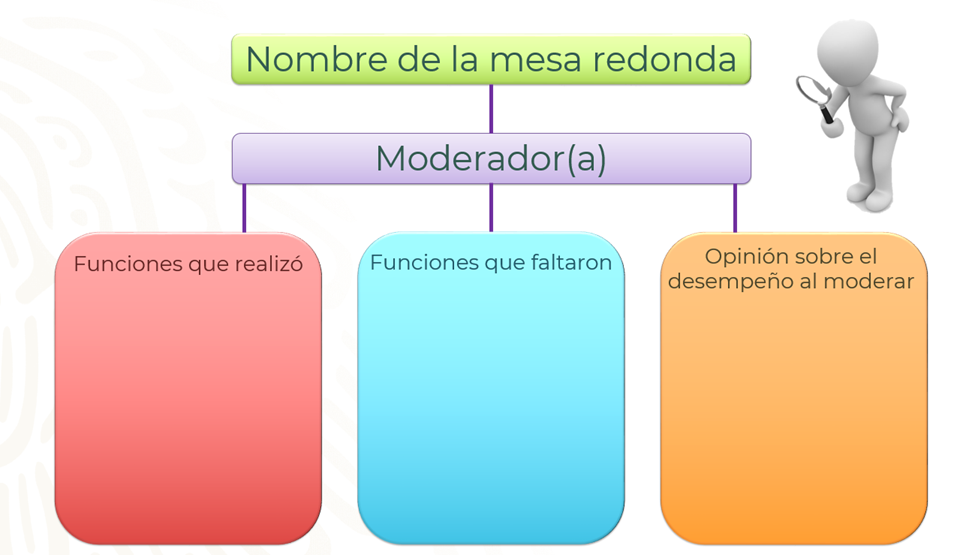 Nombre de la mesa redonda
Moderador(a)
Funciones que realizó
Funciones que faltaron
Opinión sobre el
desempeño al moderar